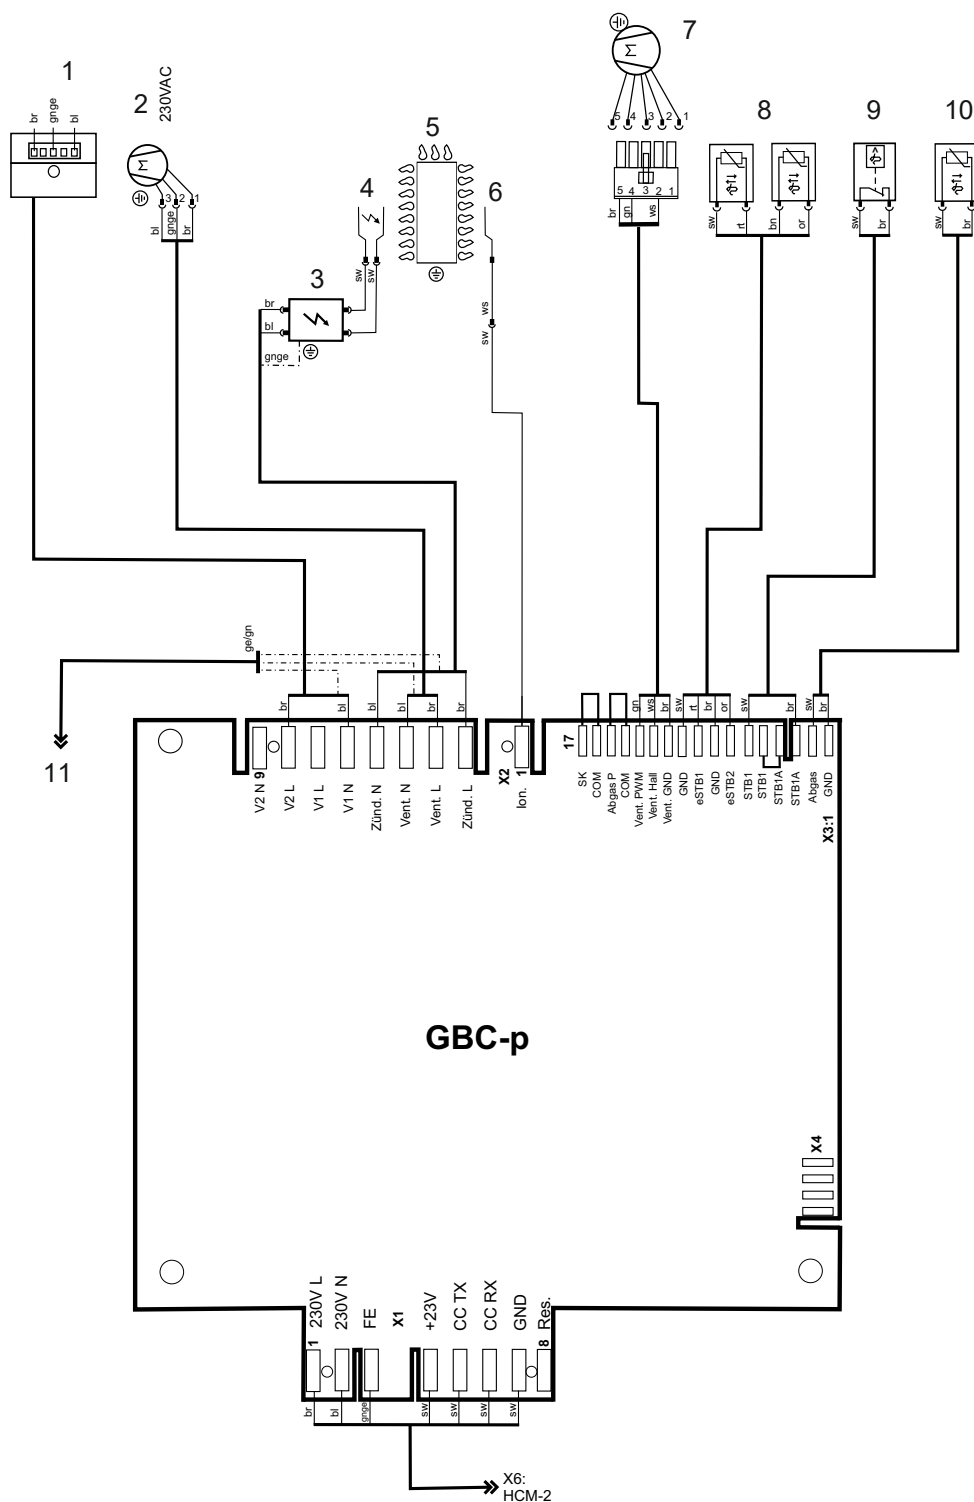 1
2
230VAC
3
4
5
6
7
8
9
10
br
gnge
bl
Σ
3 2 1
bl
gnge
br
br
bl
gnge
sw
sw
ws
sw
Σ
5 4 3 2 1
5 4 3 2 1
br
gn
ws
sw
rt
bn
or
sw
br
sw
br
ge/gn
11
br
bl
bl
bl
br
br
gn
ws
br
sw
rt
br
or
sw
br
sw
br
V2 N 9
V2 L
V1 L
V1 N
Zünd. N
Vent. N
Vent. L
Zünd. L
X2
Ion. 1
17
SK
COM
Abgas P
COM
Vent. PWM
Vent. Hall
Vent. GND
GND
eSTB1
GND
eSTB2
STB1
STB1
STB1A
STB1A
Abgas
GND
X3:1
GBC-p
X4
1 230V L
230V N
FE
X1
+23V
CC TX
CC RX
GND
8 Res.
br
bl
gnge
sw
sw
sw
sw
X6:
HCM-2